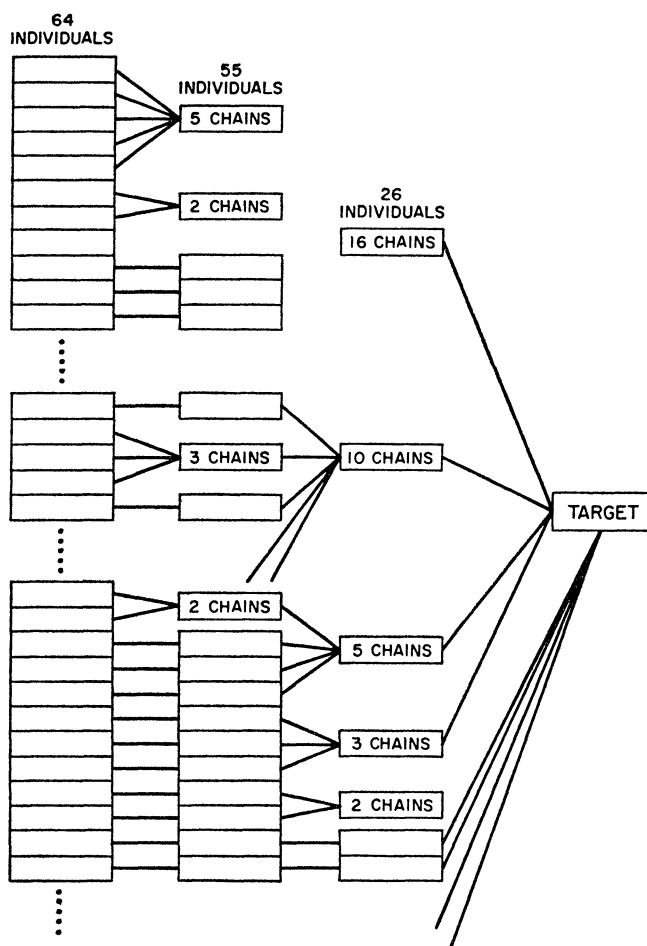 64
INDIVIDUALS
55
INDIVIDUALS
5 CHAINS
2 CHAINS
26
INDIVIDUALS
16 CHAINS
3 CHAINS
10 CHAINS
TARGET
2 CHAINS
5 CHAINS
3 CHAINS
2 CHAINS